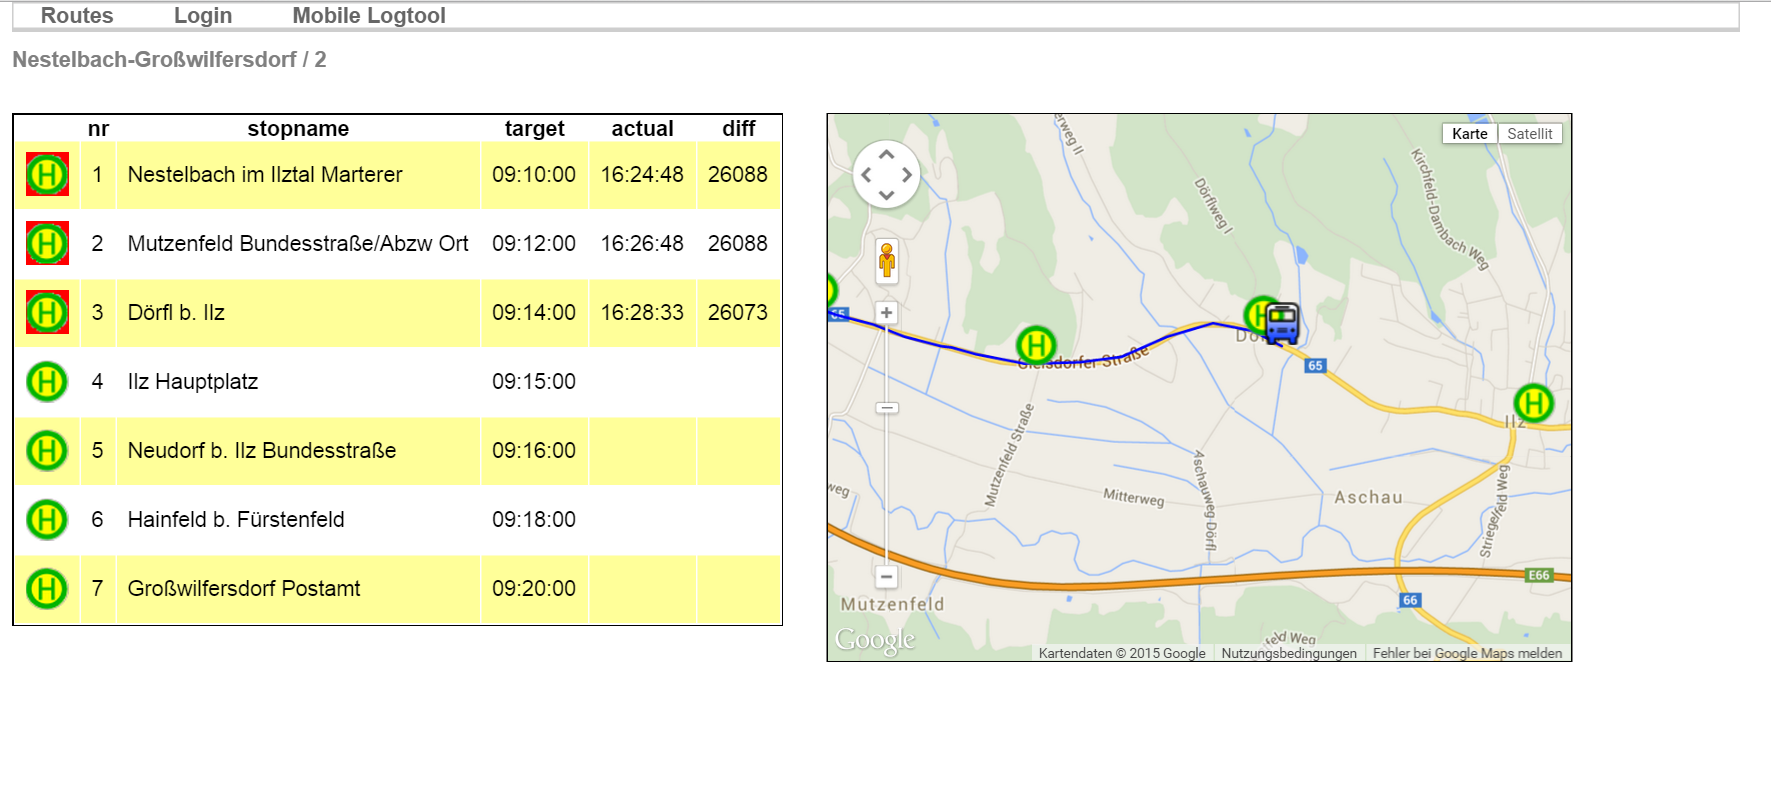 Routes Login Mobile Logtool
Nestelbach-Großwilfersdorf / 2
nr stopname target actual diff
H 1 Nestelbach im Ilztal Marterer 09:10:00 16:24:48 26088
H 2 Mutzenfeld Bundesstraße/Abzw Ort 09:12:00 16:26:48 26088
H 3 Dörfl b. Ilz 09:14:00 16:28:33 26073
H 4 Ilz Hauptplatz 09:15:00
H 5 Neudorf b. Ilz Bundesstraße 09:16:00
H 6 Hainfeld b. Fürstenfeld 09:18:00
H 7 Großwilfersdorf Postamt 09:20:00
Karte Satellit
erweg II
Kirchfeld-Dambach Weg
Dörflweg I
65
H
H
Gleisdorfer Straße
65
H
Ilz
Mutzenfeld Straße
Aschauweg Dörfl
weg
Mitterweg
Aschau
Striegelfeld Weg
E66
66
Mutzenfeld
feld Weg
Google
Kartendaten © 2015 Google Nutzungsbedingungen Fehler bei Google Maps melden